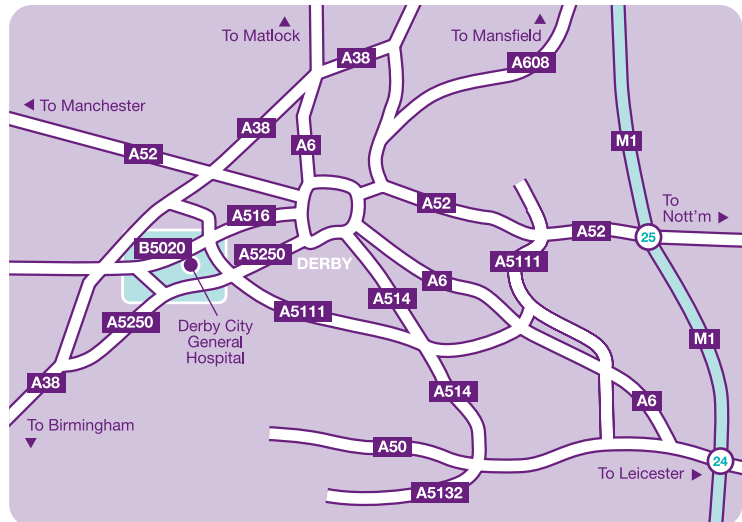 To Matlock
To Mansfield
A38
A608
To Manchester
A38
M1
A6
A52
To
Nott'm
A52
A516
A52
25
B5020
A5250
DERBY
A5111
A6
A514
A5111
A5250
Derby City
General
Hospital
M1
A38
A514
A6
To Birmingham
A50
24
To Leicester
A5132